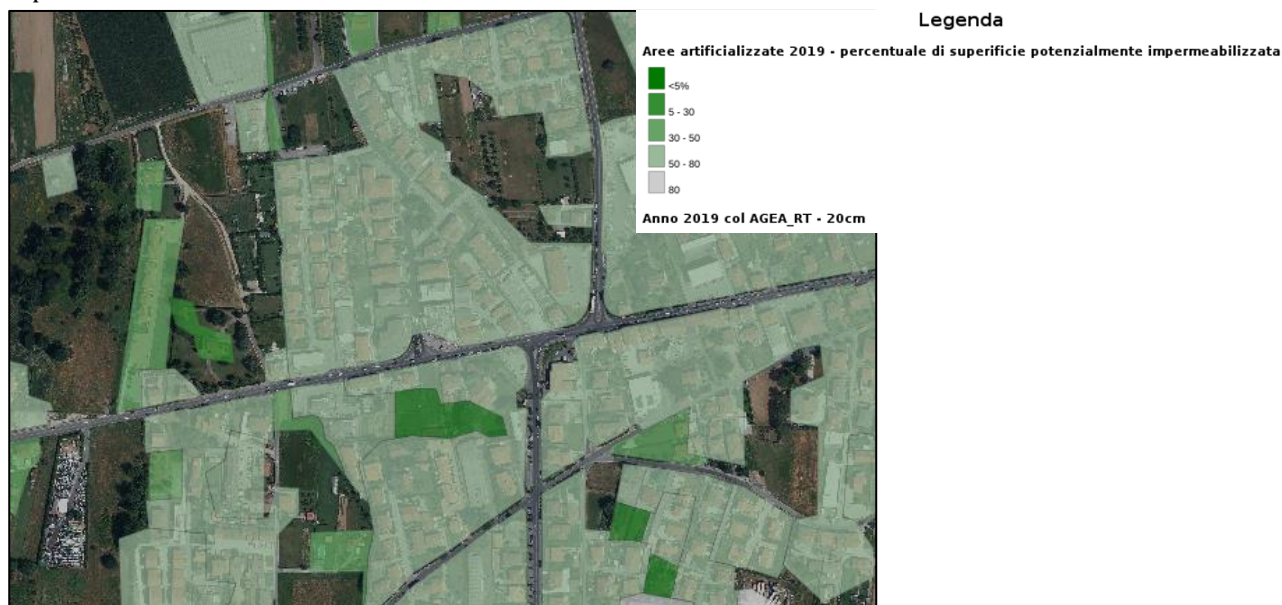 Legenda
Aree artificializzate 2019 - percentuale di superificie potenzialmente impermeabilizzata
<5%
5 - 30
30 - 50
50 - 80
80
Anno 2019 col AGEA_RT - 20cm